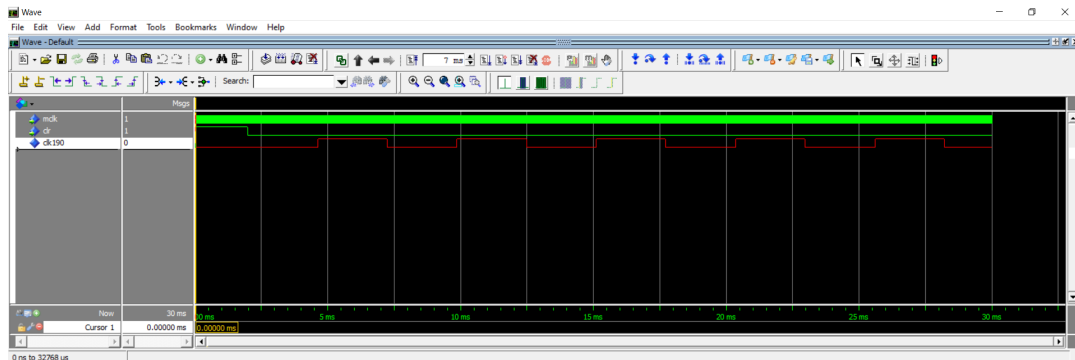 Wave
File Edit View Add Format Tools Bookmarks Window Help
Wave - Default
7 ms
Search:
Msgs
mclk 1
clr 1
clk190 0
Now 30 ms
Cursor 1 0.00000 ms
00 ms 5 ms 10 ms 15 ms 20 ms 25 ms 30 ms
0.00000 ms
0 ns to 32768 us